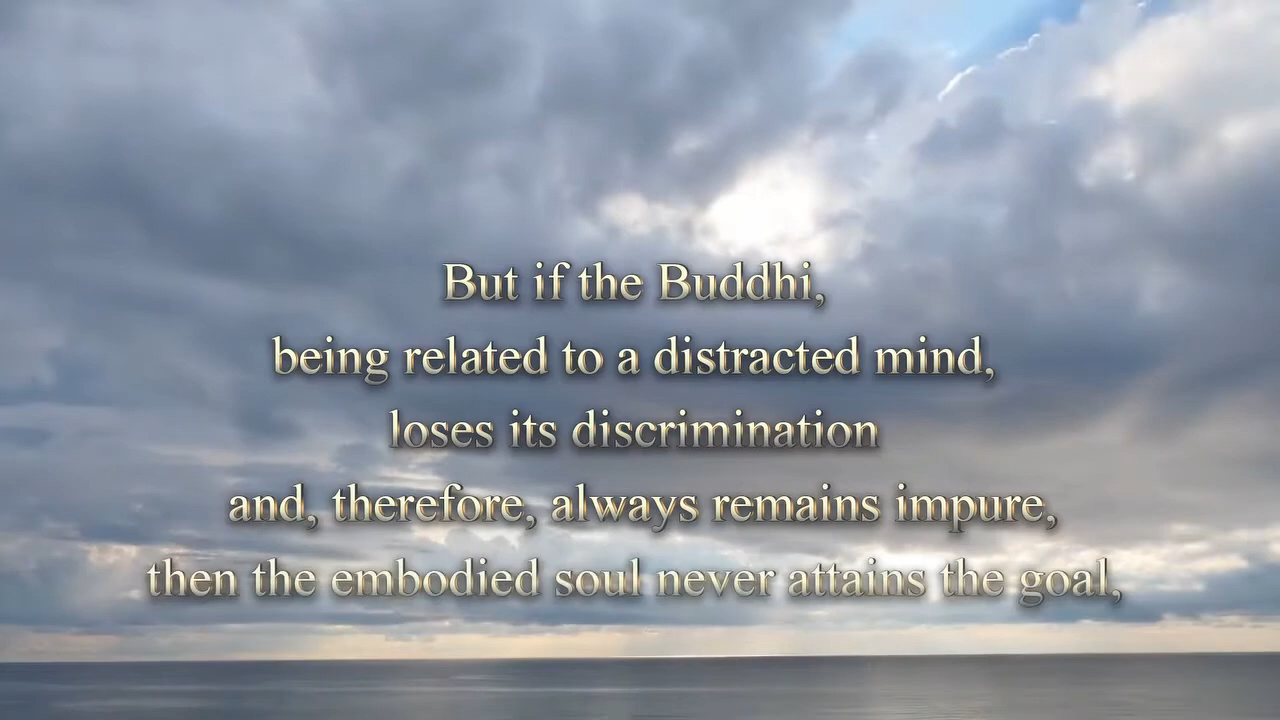 But if the Buddhi,
being related to a distracted mind,
loses its discrimination
and, therefore, always remains impure,
then the embodied soul never attains the goal,